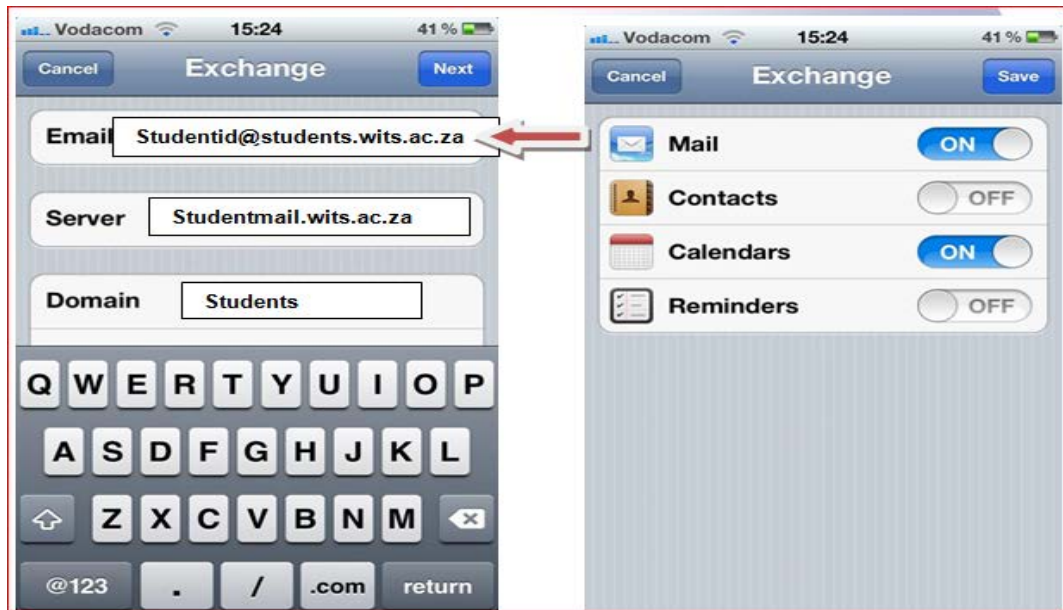 Vodacom 15:24 41 %
Cancel Exchange Next
Email Studentid@students.wits.ac.za
Server Studentmail.wits.ac.za
Domain Students
Q W E R T Y U I O P
A S D F G H J K L
Z X C V B N M
@123 . / .com return
Vodacom 15:24 41 %
Cancel Exchange Save
Mail ON
Contacts OFF
Calendars ON
Reminders OFF